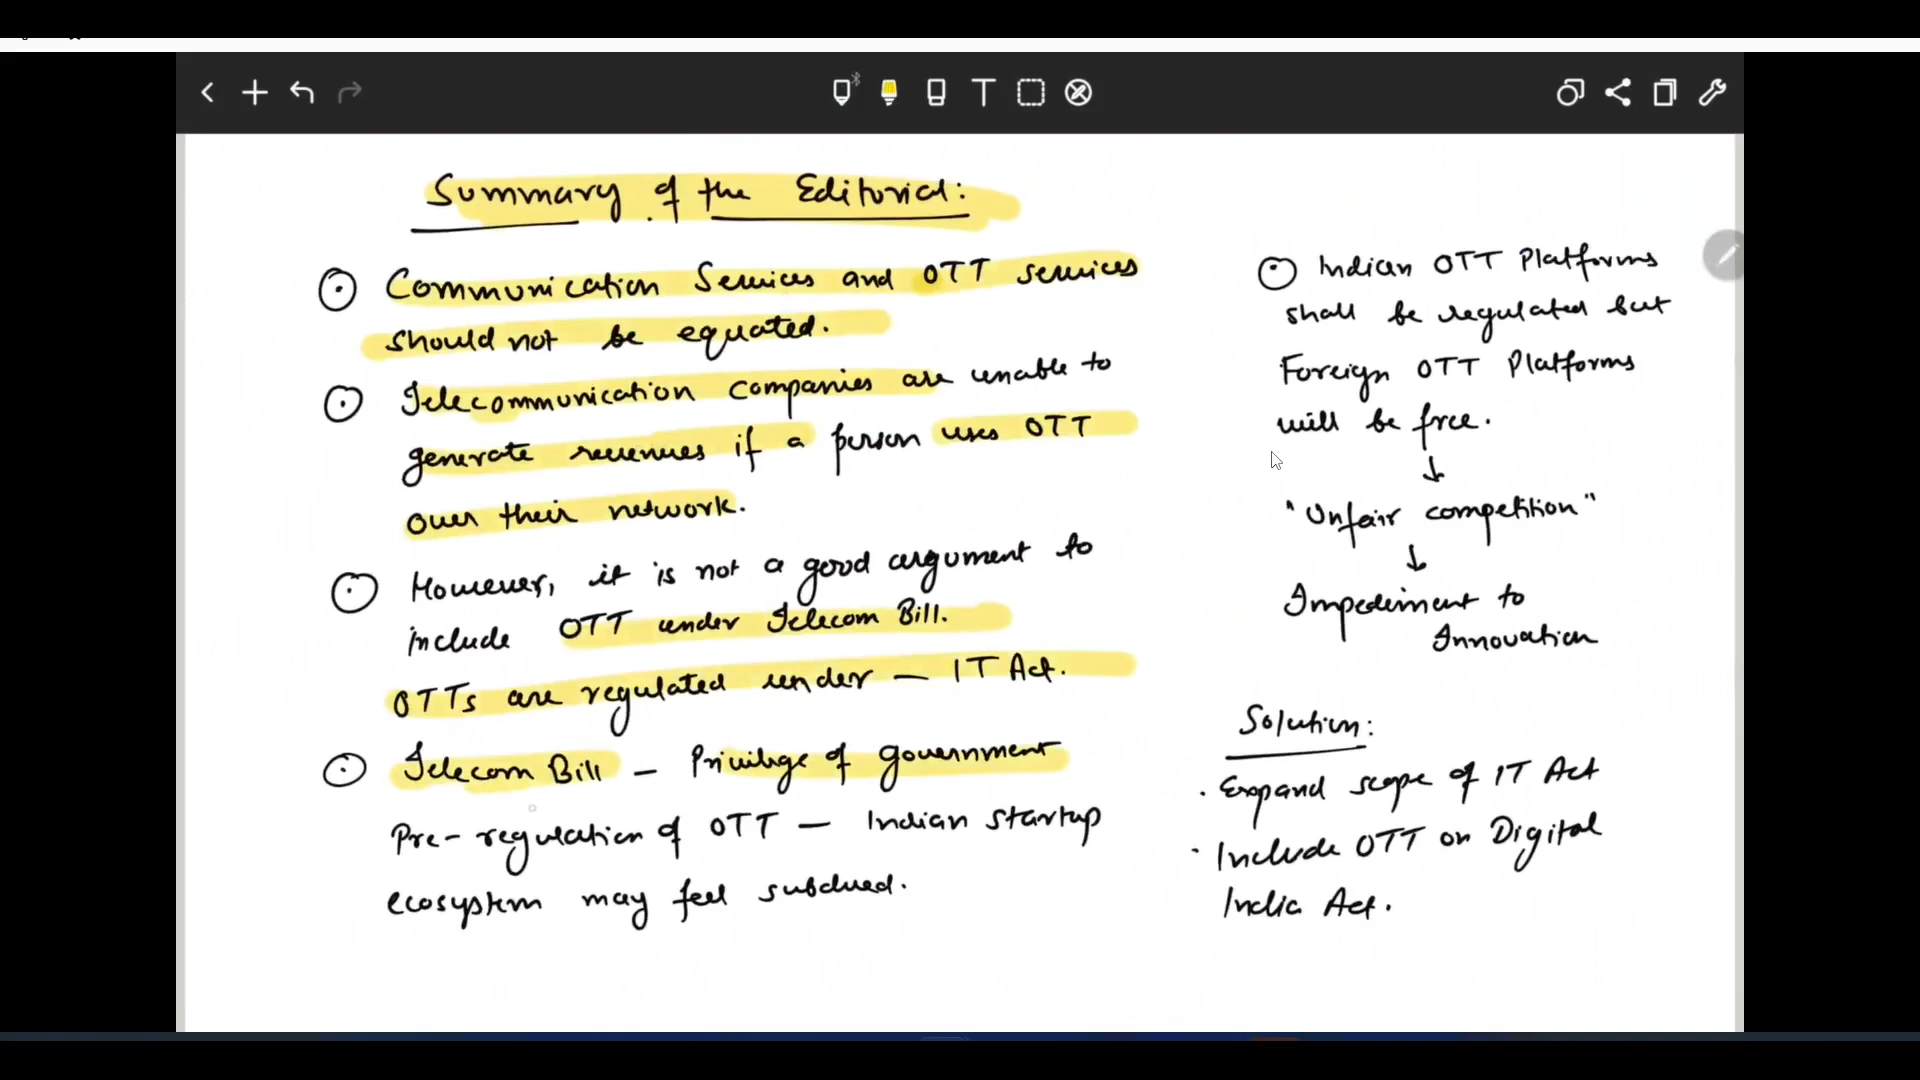 Summary of the Editorial:
Communication Services and OTT services
should not be equated.
Telecommunication companies are unable to
generate revenues if a person uses OTT
over their network.
However, it is not a good argument to
include OTT under Telecom Bill.
OTTs are regulated under — IT Act.
Telecom Bill — Privilege of government
Pre-regulation of OTT — Indian startup
ecosystem may feel subdued.
Indian OTT Platforms
shall be regulated but
Foreign OTT Platforms
will be free.
↓
"Unfair competition"
↓
Impediment to
Innovation
Solution:
· Expand scope of IT Act
· Include OTT on Digital
India Act.